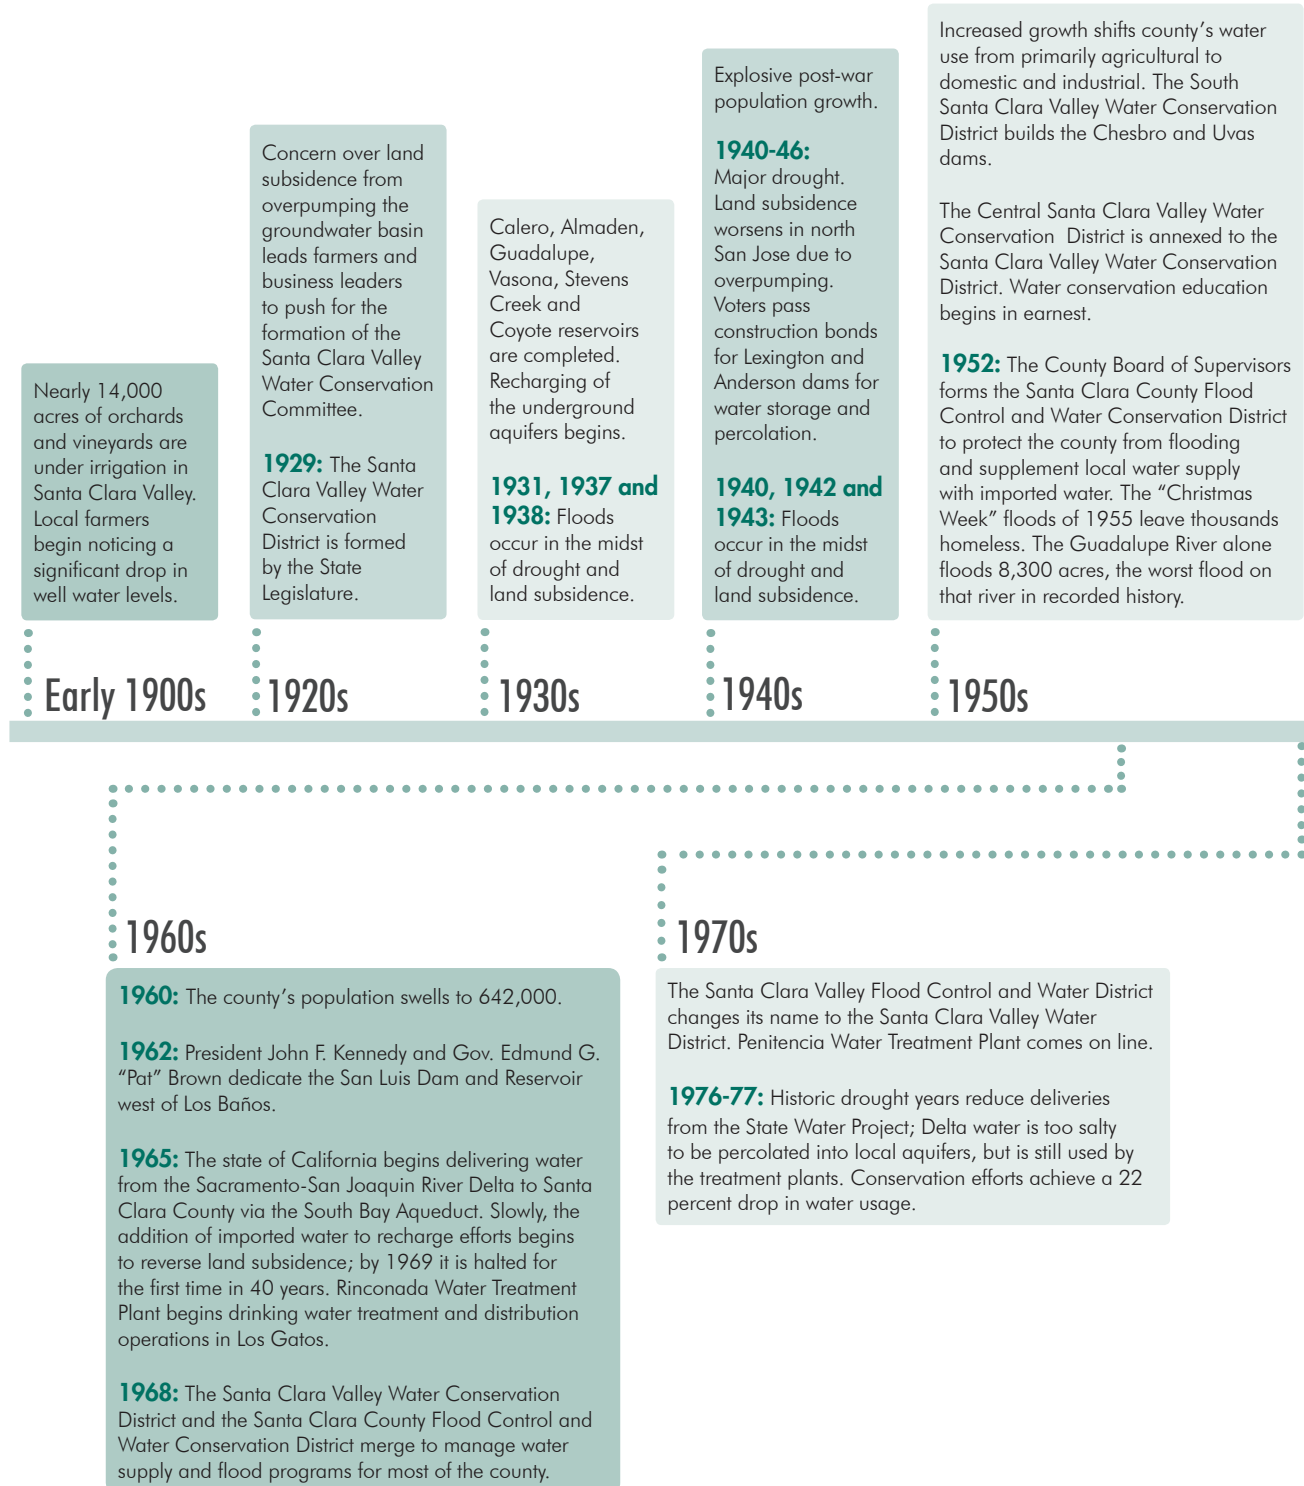 Nearly 14,000
acres of orchards
and vineyards are
under irrigation in
Santa Clara Valley.
Local farmers
begin noticing a
significant drop in
well water levels.
Early 1900s
Concern over land
subsidence from
overpumping the
groundwater basin
leads farmers and
business leaders
to push for the
formation of the
Santa Clara Valley
Water Conservation
Committee.
1929: The Santa
Clara Valley Water
Conservation
District is formed
by the State
Legislature.
1920s
Calero, Almaden,
Guadalupe,
Vasona, Stevens
Creek and
Coyote reservoirs
are completed.
Recharging of
the underground
aquifers begins.
1931, 1937 and
1938: Floods
occur in the midst
of drought and
land subsidence.
1930s
Explosive post-war
population growth.
1940-46:
Major drought.
Land subsidence
worsens in north
San Jose due to
overpumping.
Voters pass
construction bonds
for Lexington and
Anderson dams for
water storage and
percolation.
1940, 1942 and
1943: Floods
occur in the midst
of drought and
land subsidence.
1940s
Increased growth shifts county’s water
use from primarily agricultural to
domestic and industrial. The South
Santa Clara Valley Water Conservation
District builds the Chesbro and Uvas
dams.
The Central Santa Clara Valley Water
Conservation District is annexed to the
Santa Clara Valley Water Conservation
District. Water conservation education
begins in earnest.
1952: The County Board of Supervisors
forms the Santa Clara County Flood
Control and Water Conservation District
to protect the county from flooding
and supplement local water supply
with imported water. The “Christmas
Week” floods of 1955 leave thousands
homeless. The Guadalupe River alone
floods 8,300 acres, the worst flood on
that river in recorded history.
1950s
1960s
1960: The county’s population swells to 642,000.
1962: President John F. Kennedy and Gov. Edmund G.
“Pat” Brown dedicate the San Luis Dam and Reservoir
west of Los Baños.
1965: The state of California begins delivering water
from the Sacramento-San Joaquin River Delta to Santa
Clara County via the South Bay Aqueduct. Slowly, the
addition of imported water to recharge efforts begins
to reverse land subsidence; by 1969 it is halted for
the first time in 40 years. Rinconada Water Treatment
Plant begins drinking water treatment and distribution
operations in Los Gatos.
1968: The Santa Clara Valley Water Conservation
District and the Santa Clara County Flood Control and
Water Conservation District merge to manage water
supply and flood programs for most of the county.
1970s
The Santa Clara Valley Flood Control and Water District
changes its name to the Santa Clara Valley Water
District. Penitencia Water Treatment Plant comes on line.
1976-77: Historic drought years reduce deliveries
from the State Water Project; Delta water is too salty
to be percolated into local aquifers, but is still used by
the treatment plants. Conservation efforts achieve a 22
percent drop in water usage.